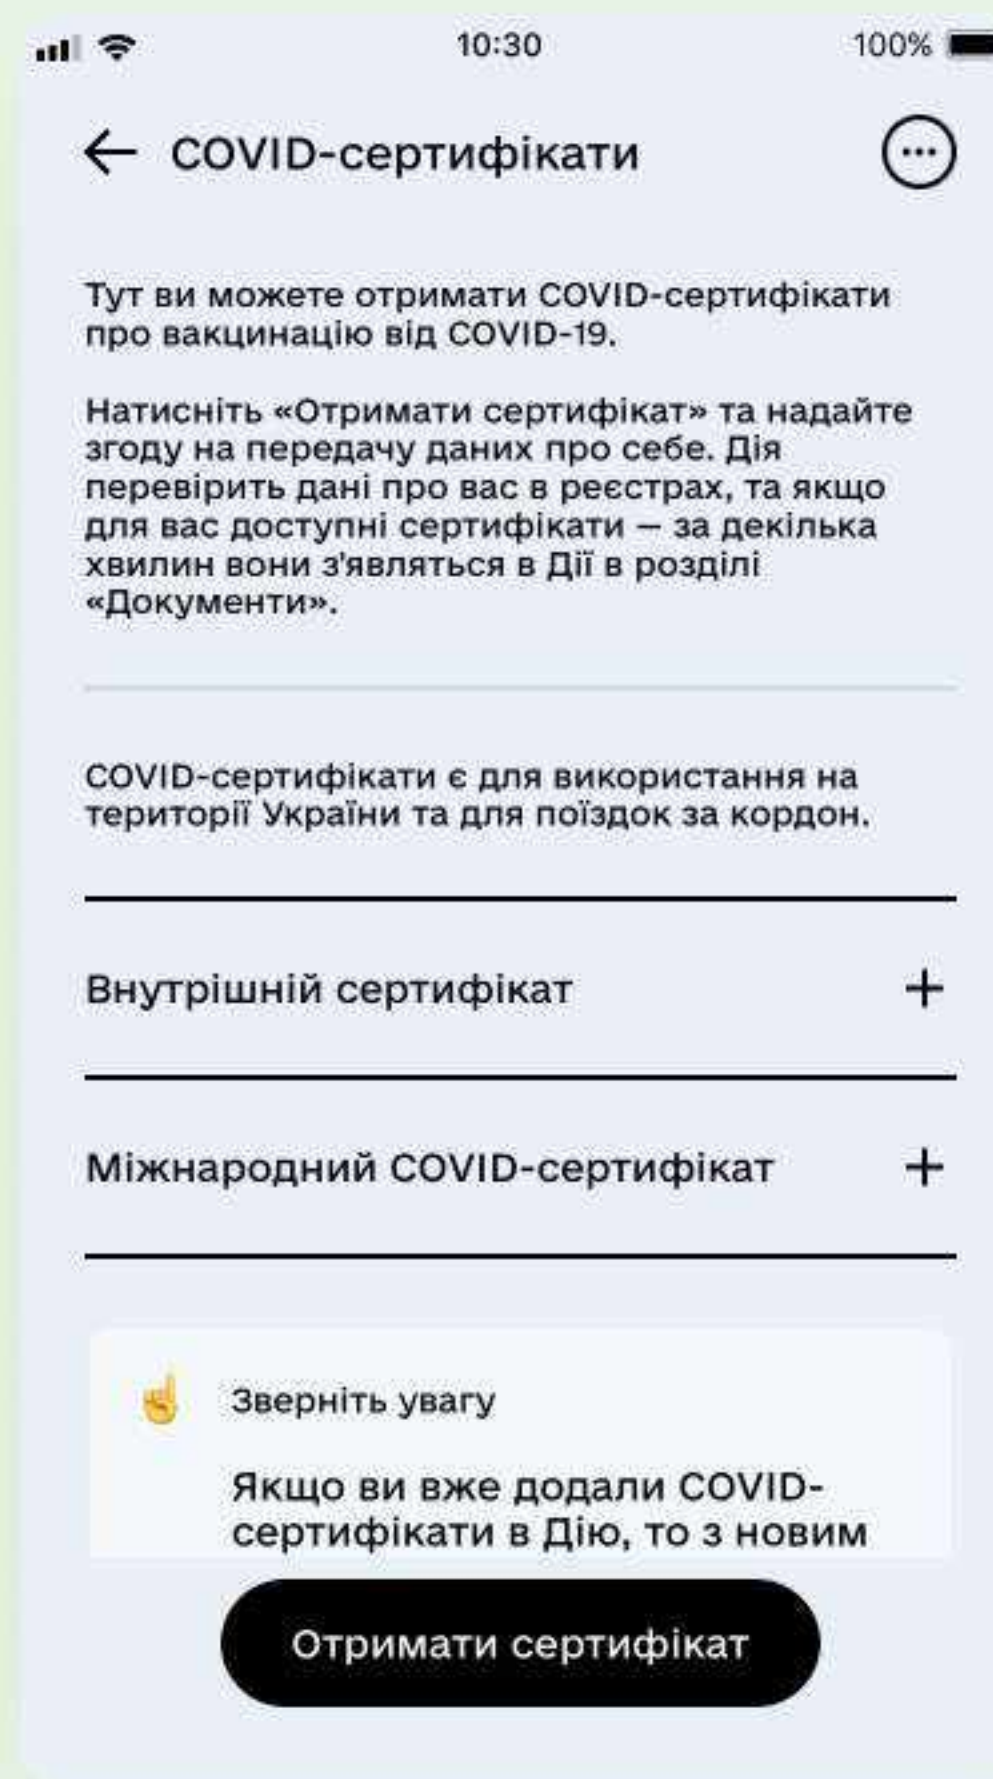 10:30
100%
COVID-сертифікати
Тут ви можете отримати COVID-сертифікати
про вакцинацію від COVID-19.
Натисніть «Отримати сертифікат» та надайте
згоду на передачу даних про себе. Дія
перевірить дані про вас в реєстрах, та якщо
для вас доступні сертифікати — за декілька
хвилин вони з'являться в Дії в розділі
«Документи».
COVID-сертифікати є для використання на
території України та для поїздок за кордон.
Внутрішній сертифікат
Міжнародний COVID-сертифікат
Зверніть увагу
Якщо ви вже додали COVID-
сертифікати в Дію, то з новим
Отримати сертифікат